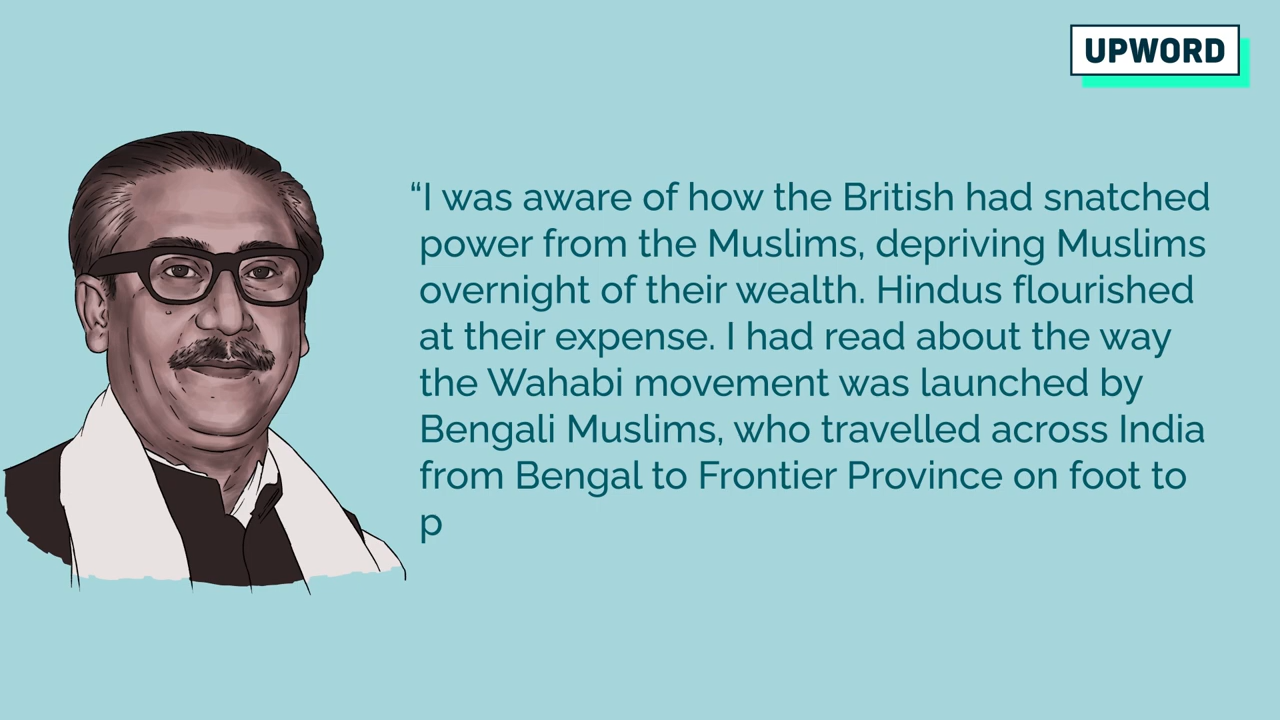 UPWORD
“I was aware of how the British had snatched
power from the Muslims, depriving Muslims
overnight of their wealth. Hindus flourished
at their expense. I had read about the way
the Wahabi movement was launched by
Bengali Muslims, who travelled across India
from Bengal to Frontier Province on foot to
p